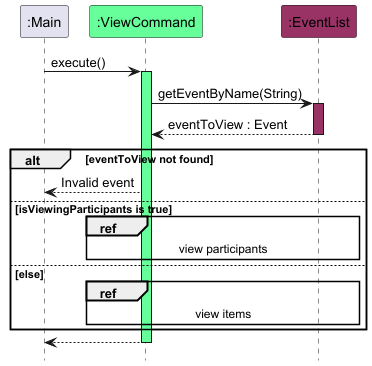 :Main
:ViewCommand
:EventList
execute()
getEventByName(String)
eventToView : Event
alt
[eventToView not found]
Invalid event
[isViewingParticipants is true]
ref
view participants
[else]
ref
view items